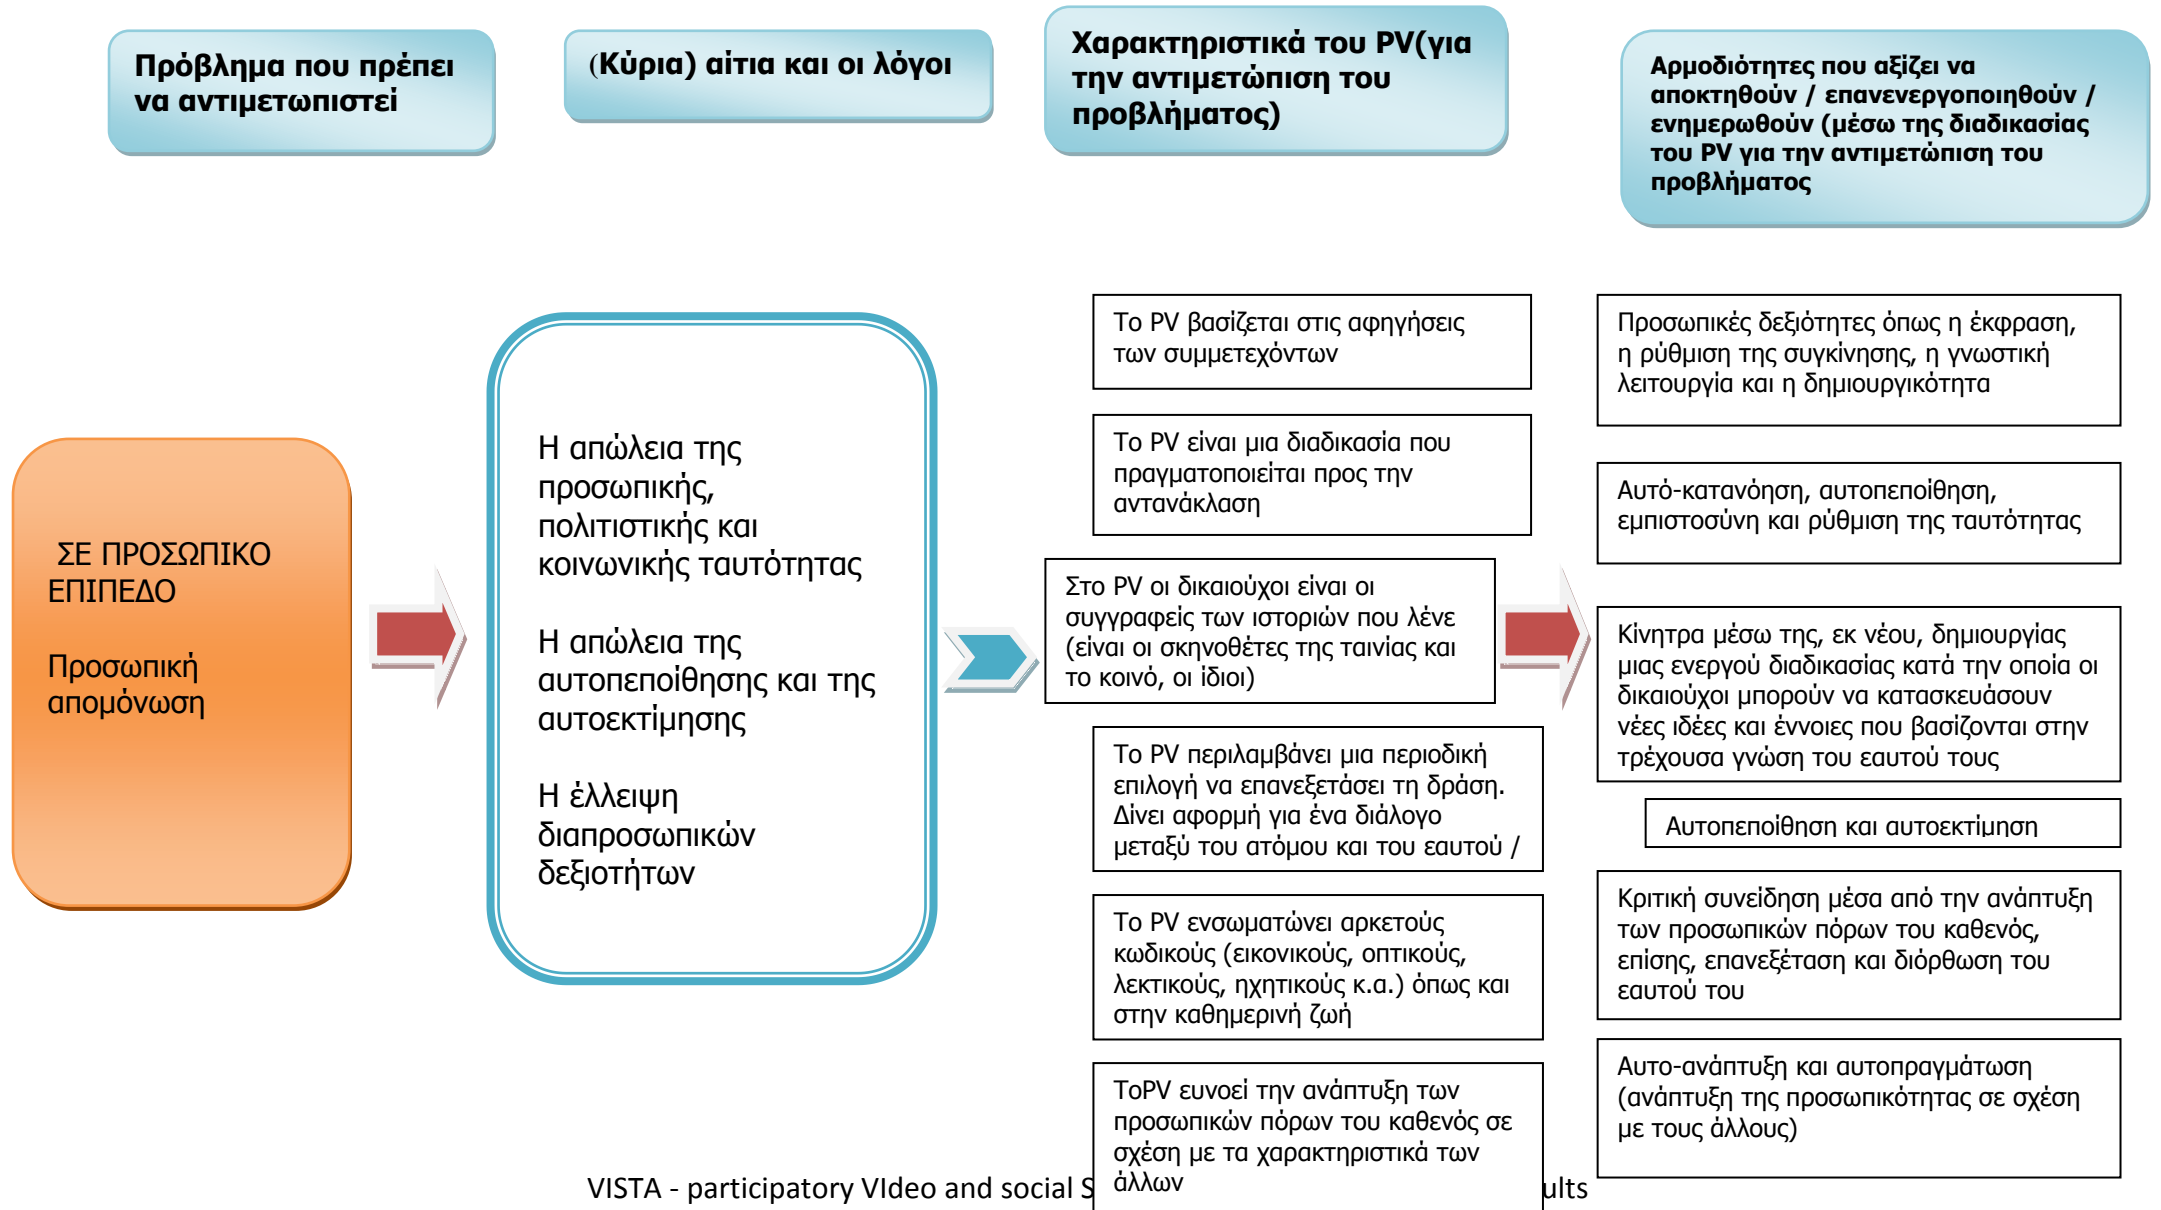 Πρόβλημα που πρέπει
να αντιμετωπιστεί
(Κύρια) αίτια και οι λόγοι
Χαρακτηριστικά του PV(για
την αντιμετώπιση του
προβλήματος)
Αρμοδιότητες που αξίζει να
αποκτηθούν / επανενεργοποιηθούν /
ενημερωθούν (μέσω της διαδικασίας
του PV για την αντιμετώπιση του
προβλήματος
ΣΕ ΠΡΟΣΩΠΙΚΟ
ΕΠΙΠΕΔΟ
Προσωπική
απομόνωση
Η απώλεια της
προσωπικής,
πολιτιστικής και
κοινωνικής ταυτότητας
Η απώλεια της
αυτοπεποίθησης και της
αυτοεκτίμησης
Η έλλειψη
διαπροσωπικών
δεξιοτήτων
Το PV βασίζεται στις αφηγήσεις
των συμμετεχόντων
Το PV είναι μια διαδικασία που
πραγματοποιείται προς την
αντανάκλαση
Στο PV οι δικαιούχοι είναι οι
συγγραφείς των ιστοριών που λένε
(είναι οι σκηνοθέτες της ταινίας και
το κοινό, οι ίδιοι)
Το PV περιλαμβάνει μια περιοδική
επιλογή να επανεξετάσει τη δράση.
Δίνει αφορμή για ένα διάλογο
μεταξύ του ατόμου και του εαυτού /
Το PV ενσωματώνει αρκετούς
κωδικούς (εικονικούς, οπτικούς,
λεκτικούς, ηχητικούς κ.α.) όπως και
στην καθημερινή ζωή
ΤοPV ευνοεί την ανάπτυξη των
προσωπικών πόρων του καθενός σε
σχέση με τα χαρακτηριστικά των
άλλων
Προσωπικές δεξιότητες όπως η έκφραση,
η ρύθμιση της συγκίνησης, η γνωστική
λειτουργία και η δημιουργικότητα
Αυτό-κατανόηση, αυτοπεποίθηση,
εμπιστοσύνη και ρύθμιση της ταυτότητας
Κίνητρα μέσω της, εκ νέου, δημιουργίας
μιας ενεργού διαδικασίας κατά την οποία οι
δικαιούχοι μπορούν να κατασκευάσουν
νέες ιδέες και έννοιες που βασίζονται στην
τρέχουσα γνώση του εαυτού τους
Αυτοπεποίθηση και αυτοεκτίμηση
Κριτική συνείδηση μέσα από την ανάπτυξη
των προσωπικών πόρων του καθενός,
επίσης, επανεξέταση και διόρθωση του
εαυτού του
Αυτο-ανάπτυξη και αυτοπραγμάτωση
(ανάπτυξη της προσωπικότητας σε σχέση
με τους άλλους)
VISTA - participatory VIdeo and social S ults